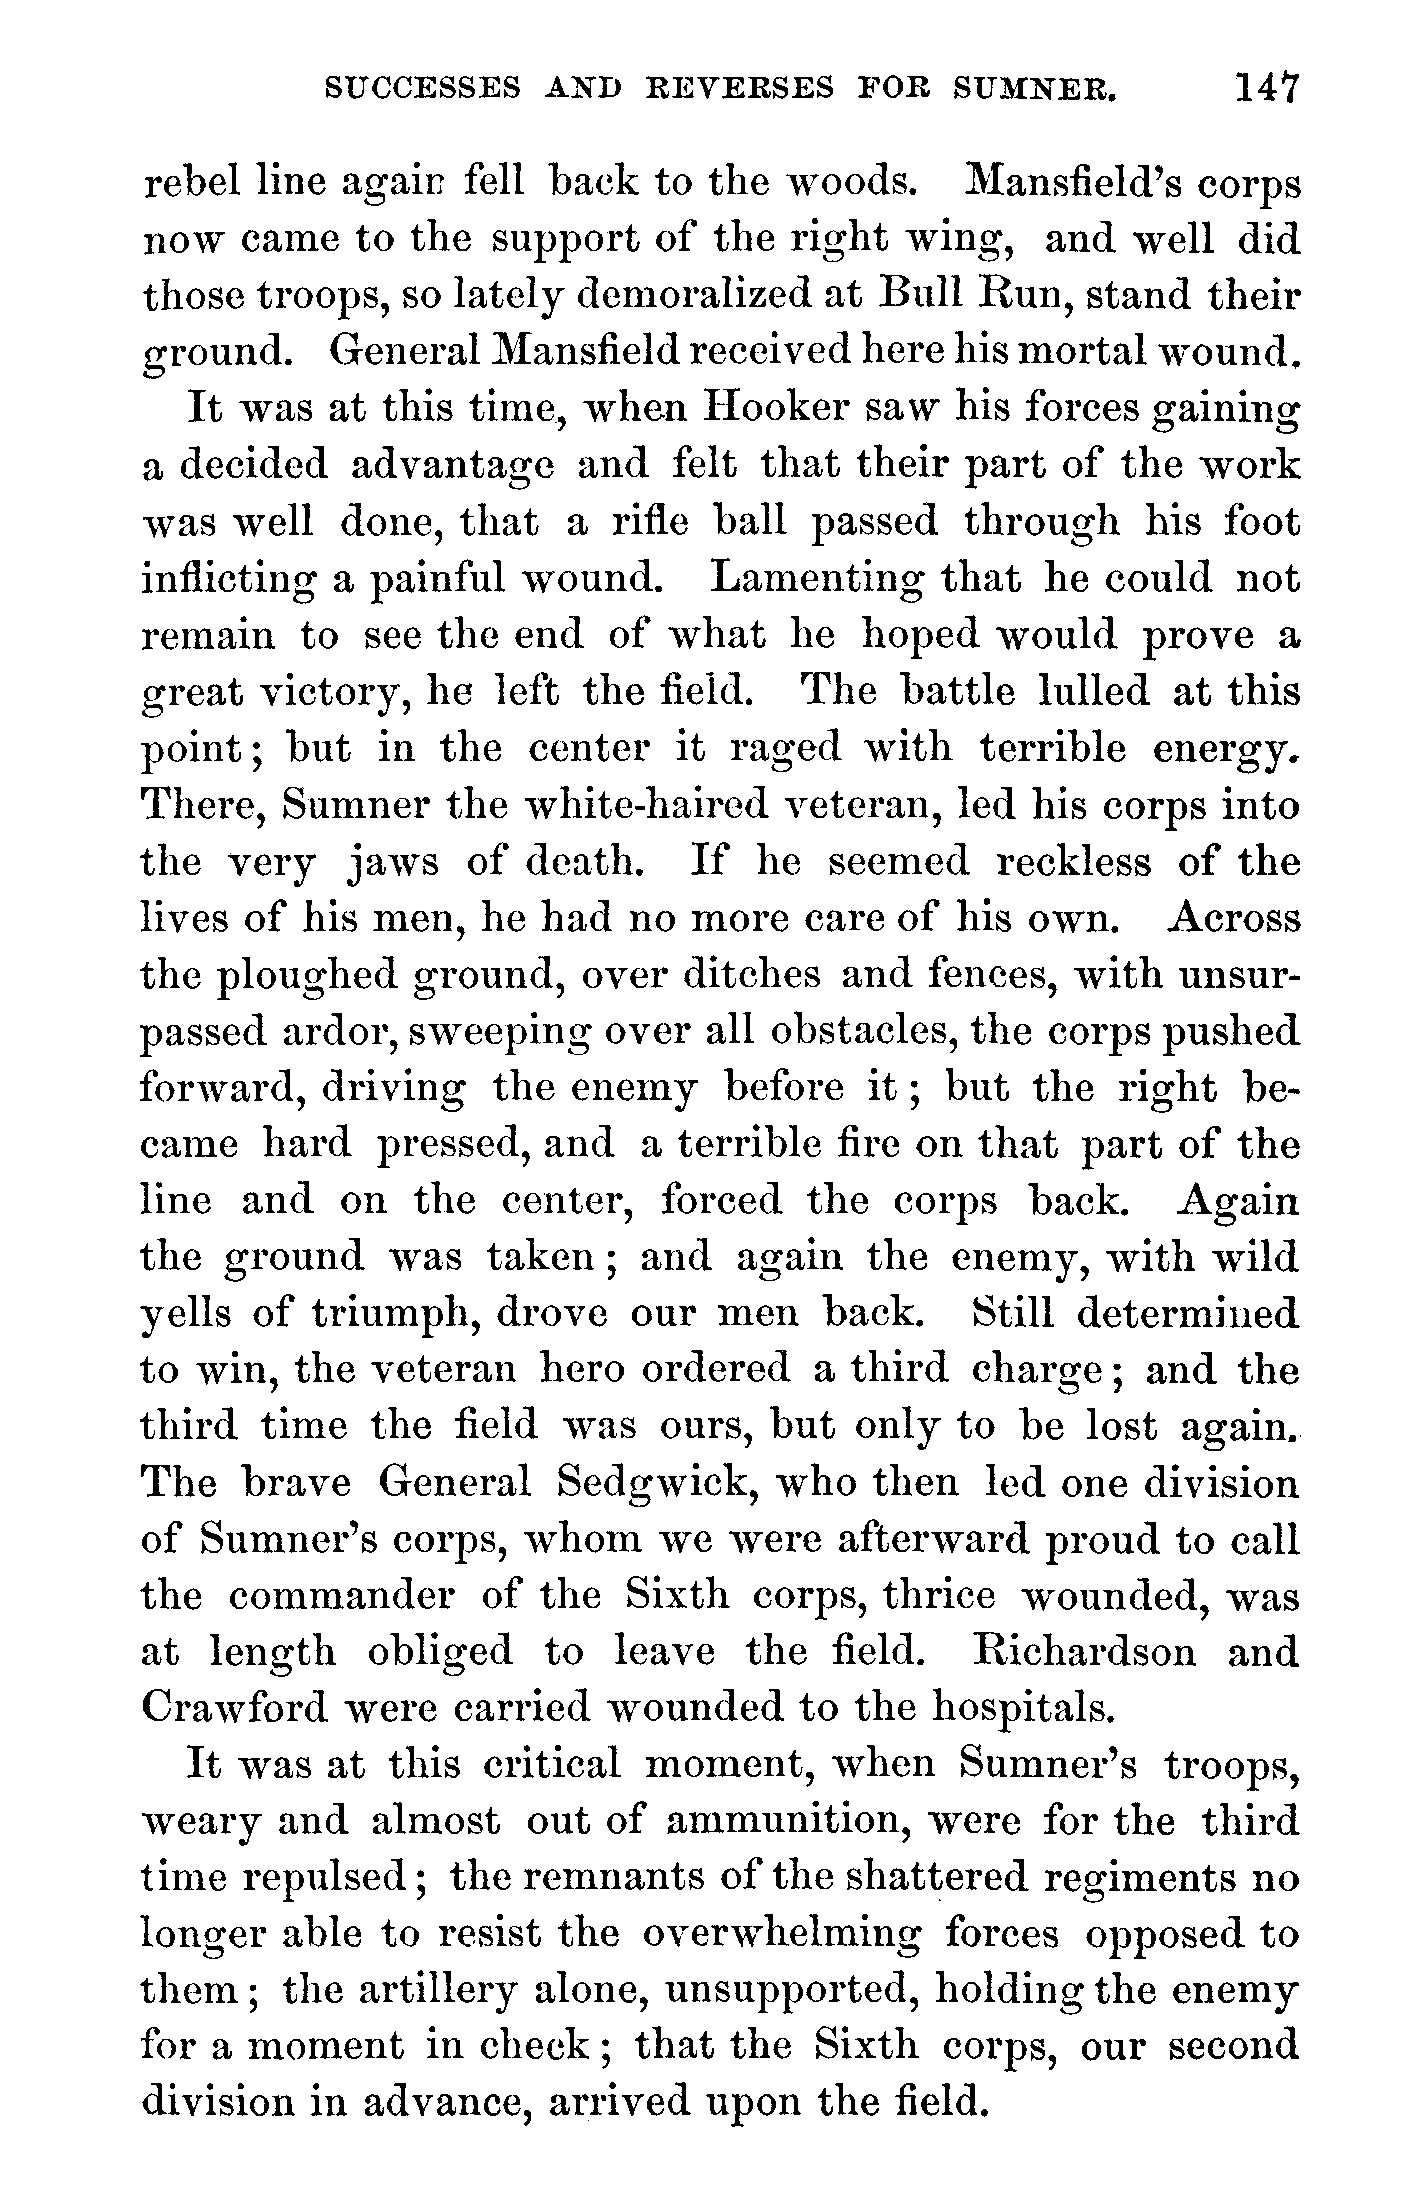 SUCCESSES AND REVERSES FOR SUMNER. 147
rebel line again fell back to the woods. Mansfield's corps
now came to the support of the right wing, and well did
those troops, so lately demoralized at Bull Run, stand their
ground. General Mansfield received here his mortal wound.
It was at this time, when Hooker saw his forces gaining
a decided advantage and felt that their part of the work
was well done, that a rifle ball passed through his foot
inflicting a painful wound. Lamenting that he could not
remain to see the end of what he hoped would prove a
great victory, he left the field. The battle lulled at this
point; but in the center it raged with terrible energy.
There, Sumner the white-haired veteran, led his corps into
the very jaws of death. If he seemed reckless of the
lives of his men, he had no more care of his own. Across
the ploughed ground, over ditches and fences, with unsur-
passed ardor, sweeping over all obstacles, the corps pushed
forward, driving the enemy before it; but the right be-
came hard pressed, and a terrible fire on that part of the
line and on the center, forced the corps back. Again
the ground was taken; and again the enemy, with wild
yells of triumph, drove our men back. Still determined
to win, the veteran hero ordered a third charge; and the
third time the field was ours, but only to be lost again.
The brave General Sedgwick, who then led one division
of Sumner's corps, whom we were afterward proud to call
the commander of the Sixth corps, thrice wounded, was
at length obliged to leave the field. Richardson and
Crawford were carried wounded to the hospitals.
It was at this critical moment, when Sumner's troops,
weary and almost out of ammunition, were for the third
time repulsed; the remnants of the shattered regiments no
longer able to resist the overwhelming forces opposed to
them; the artillery alone, unsupported, holding the enemy
for a moment in check; that the Sixth corps, our second
division in advance, arrived upon the field.